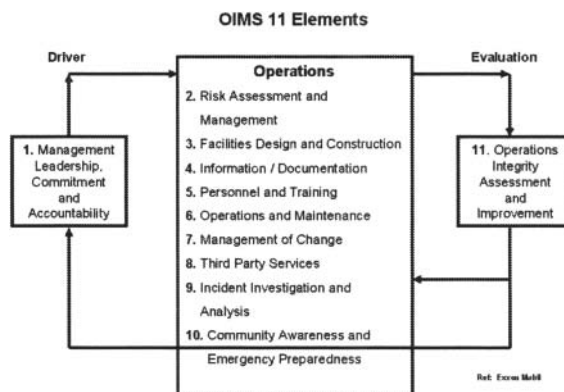 OIMS 11 Elements
Driver
Evaluation
Operations
2. Risk Assessment and
Management
3. Facilities Design and Construction
4. Information / Documentation
5. Personnel and Training
6. Operations and Maintenance
7. Management of Change
8. Third Party Services
9. Incident Investigation and
Analysis
10. Community Awareness and
Emergency Preparedness
1. Management
Leadership,
Commitment
and
Accountability
11. Operations
Integrity
Assessment
and
Improvement
Ref: Exxon Mobil